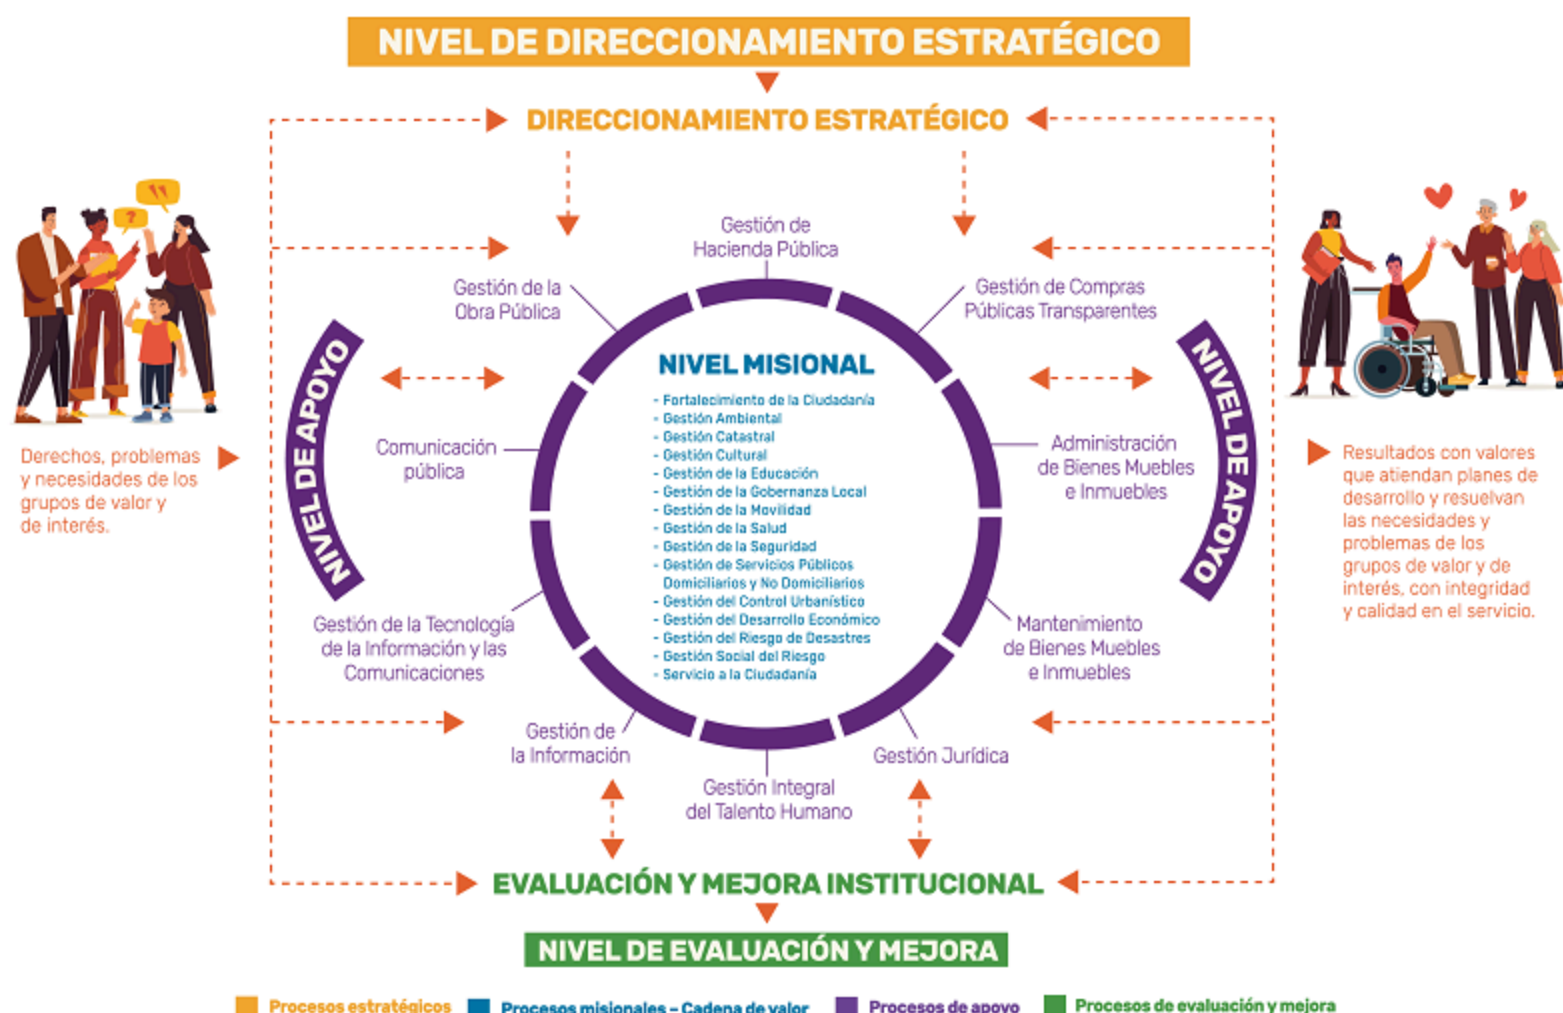 NIVEL DE DIRECCIONAMIENTO ESTRATÉGICO
DIRECCIONAMIENTO ESTRATÉGICO
?
Gestión de
Hacienda Pública
Gestión de la
Obra Pública
Gestión de Compras
Públicas Transparentes
NIVEL DE APOYO
NIVEL DE APOYO
Comunicación
pública
Administración
de Bienes Muebles
e Inmuebles
Gestión de la Tecnología
de la Información y las
Comunicaciones
Mantenimiento
de Bienes Muebles
e Inmuebles
Gestión de
la Información
Gestión Integral
del Talento Humano
Gestión Jurídica
NIVEL MISIONAL
- Fortalecimiento de la Ciudadanía
- Gestión Ambiental
- Gestión Catastral
- Gestión Cultural
- Gestión de la Educación
- Gestión de la Gobernanza Local
- Gestión de la Movilidad
- Gestión de la Salud
- Gestión de la Seguridad
- Gestión de Servicios Públicos
Domiciliarios y No Domiciliarios
- Gestión del Control Urbanístico
- Gestión del Desarrollo Económico
- Gestión del Riesgo de Desastres
- Gestión Social del Riesgo
- Servicio a la Ciudadanía
Derechos, problemas
y necesidades de los
grupos de valor y
de interés.
Resultados con valores
que atiendan planes de
desarrollo y resuelvan
las necesidades y
problemas de los
grupos de valor y de
interés, con integridad
y calidad en el servicio.
EVALUACIÓN Y MEJORA INSTITUCIONAL
NIVEL DE EVALUACIÓN Y MEJORA
Procesos estratégicos
Procesos misionales – Cadena de valor
Procesos de apoyo
Procesos de evaluación y mejora